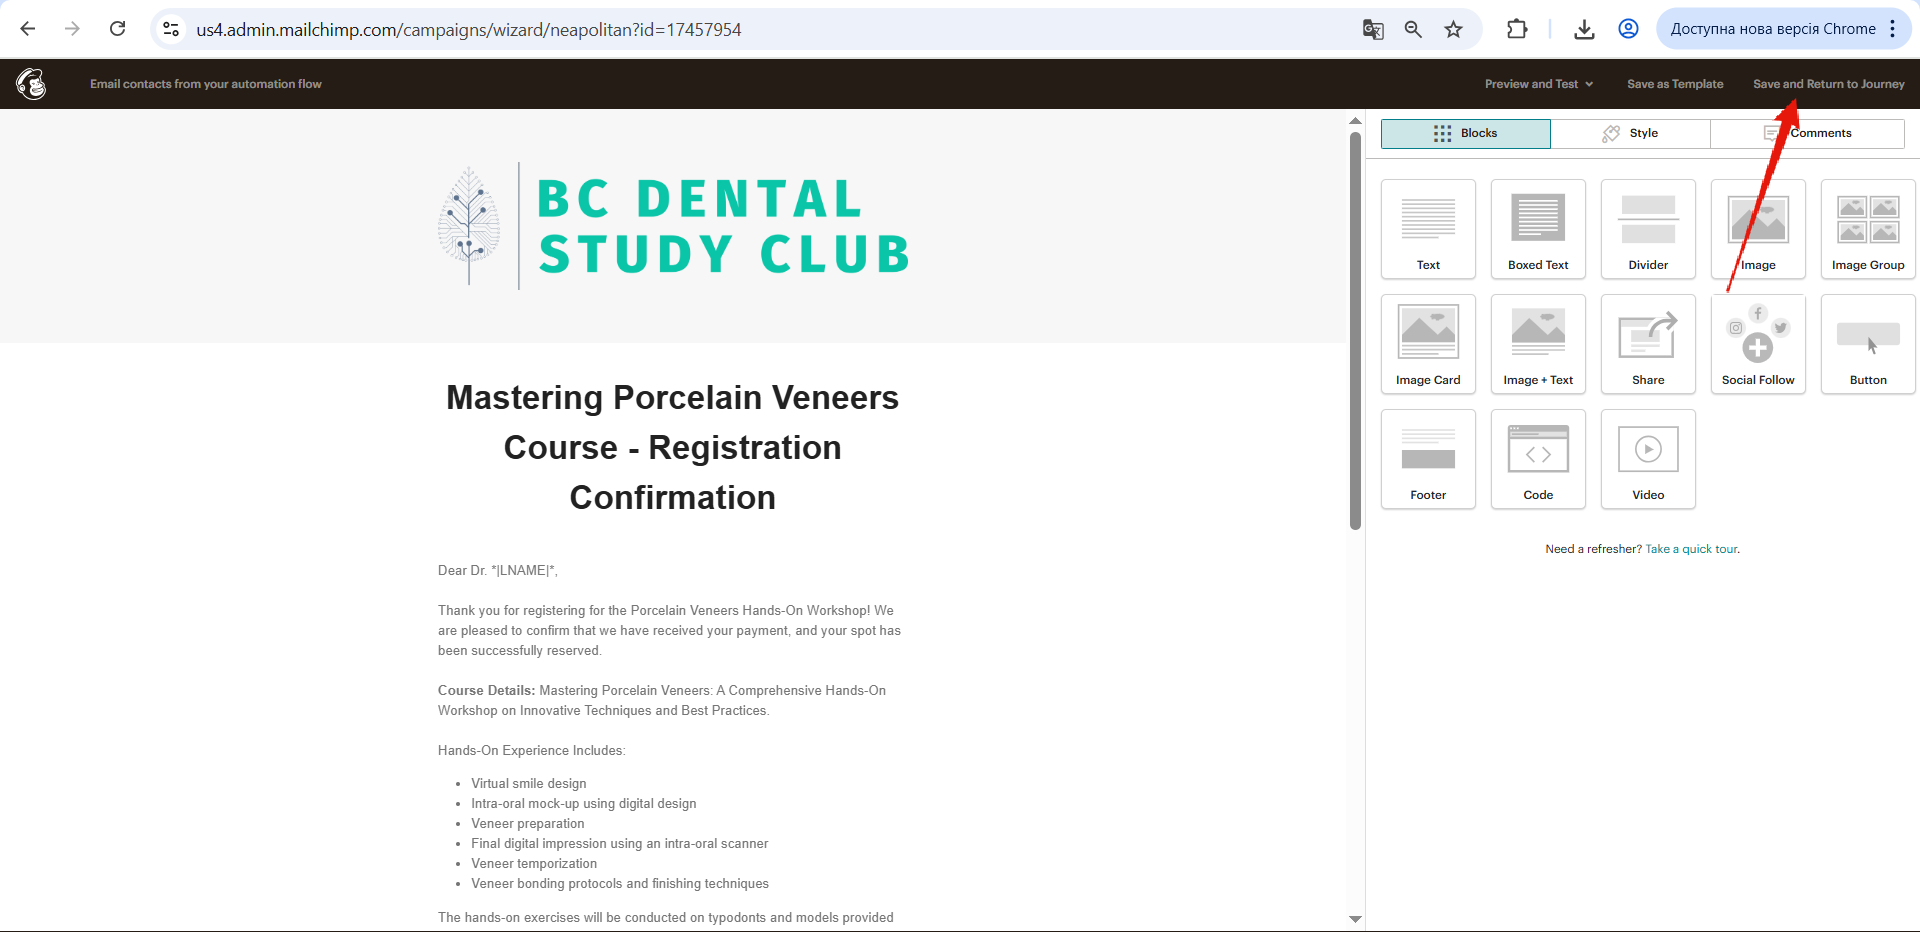 us4.admin.mailchimp.com/campaigns/wizard/neapolitan?id=17457954
Доступна нова версія Chrome
Email contacts from your automation flow
Preview and Test
Save as Template
Save and Return to Journey
BC DENTAL
STUDY CLUB
Mastering Porcelain Veneers
Course - Registration
Confirmation
Dear Dr. *|LNAME|*,
Thank you for registering for the Porcelain Veneers Hands-On Workshop! We
are pleased to confirm that we have received your payment, and your spot has
been successfully reserved.
Course Details: Mastering Porcelain Veneers: A Comprehensive Hands-On
Workshop on Innovative Techniques and Best Practices.
Hands-On Experience Includes:
• Virtual smile design
• Intra-oral mock-up using digital design
• Veneer preparation
• Final digital impression using an intra-oral scanner
• Veneer temporization
• Veneer bonding protocols and finishing techniques
The hands-on exercises will be conducted on typodonts and models provided
Blocks
Style
Comments
Text
Boxed Text
Divider
Image
Image Group
Image Card
Image + Text
Share
Social Follow
Button
Footer
Code
Video
Need a refresher? Take a quick tour.